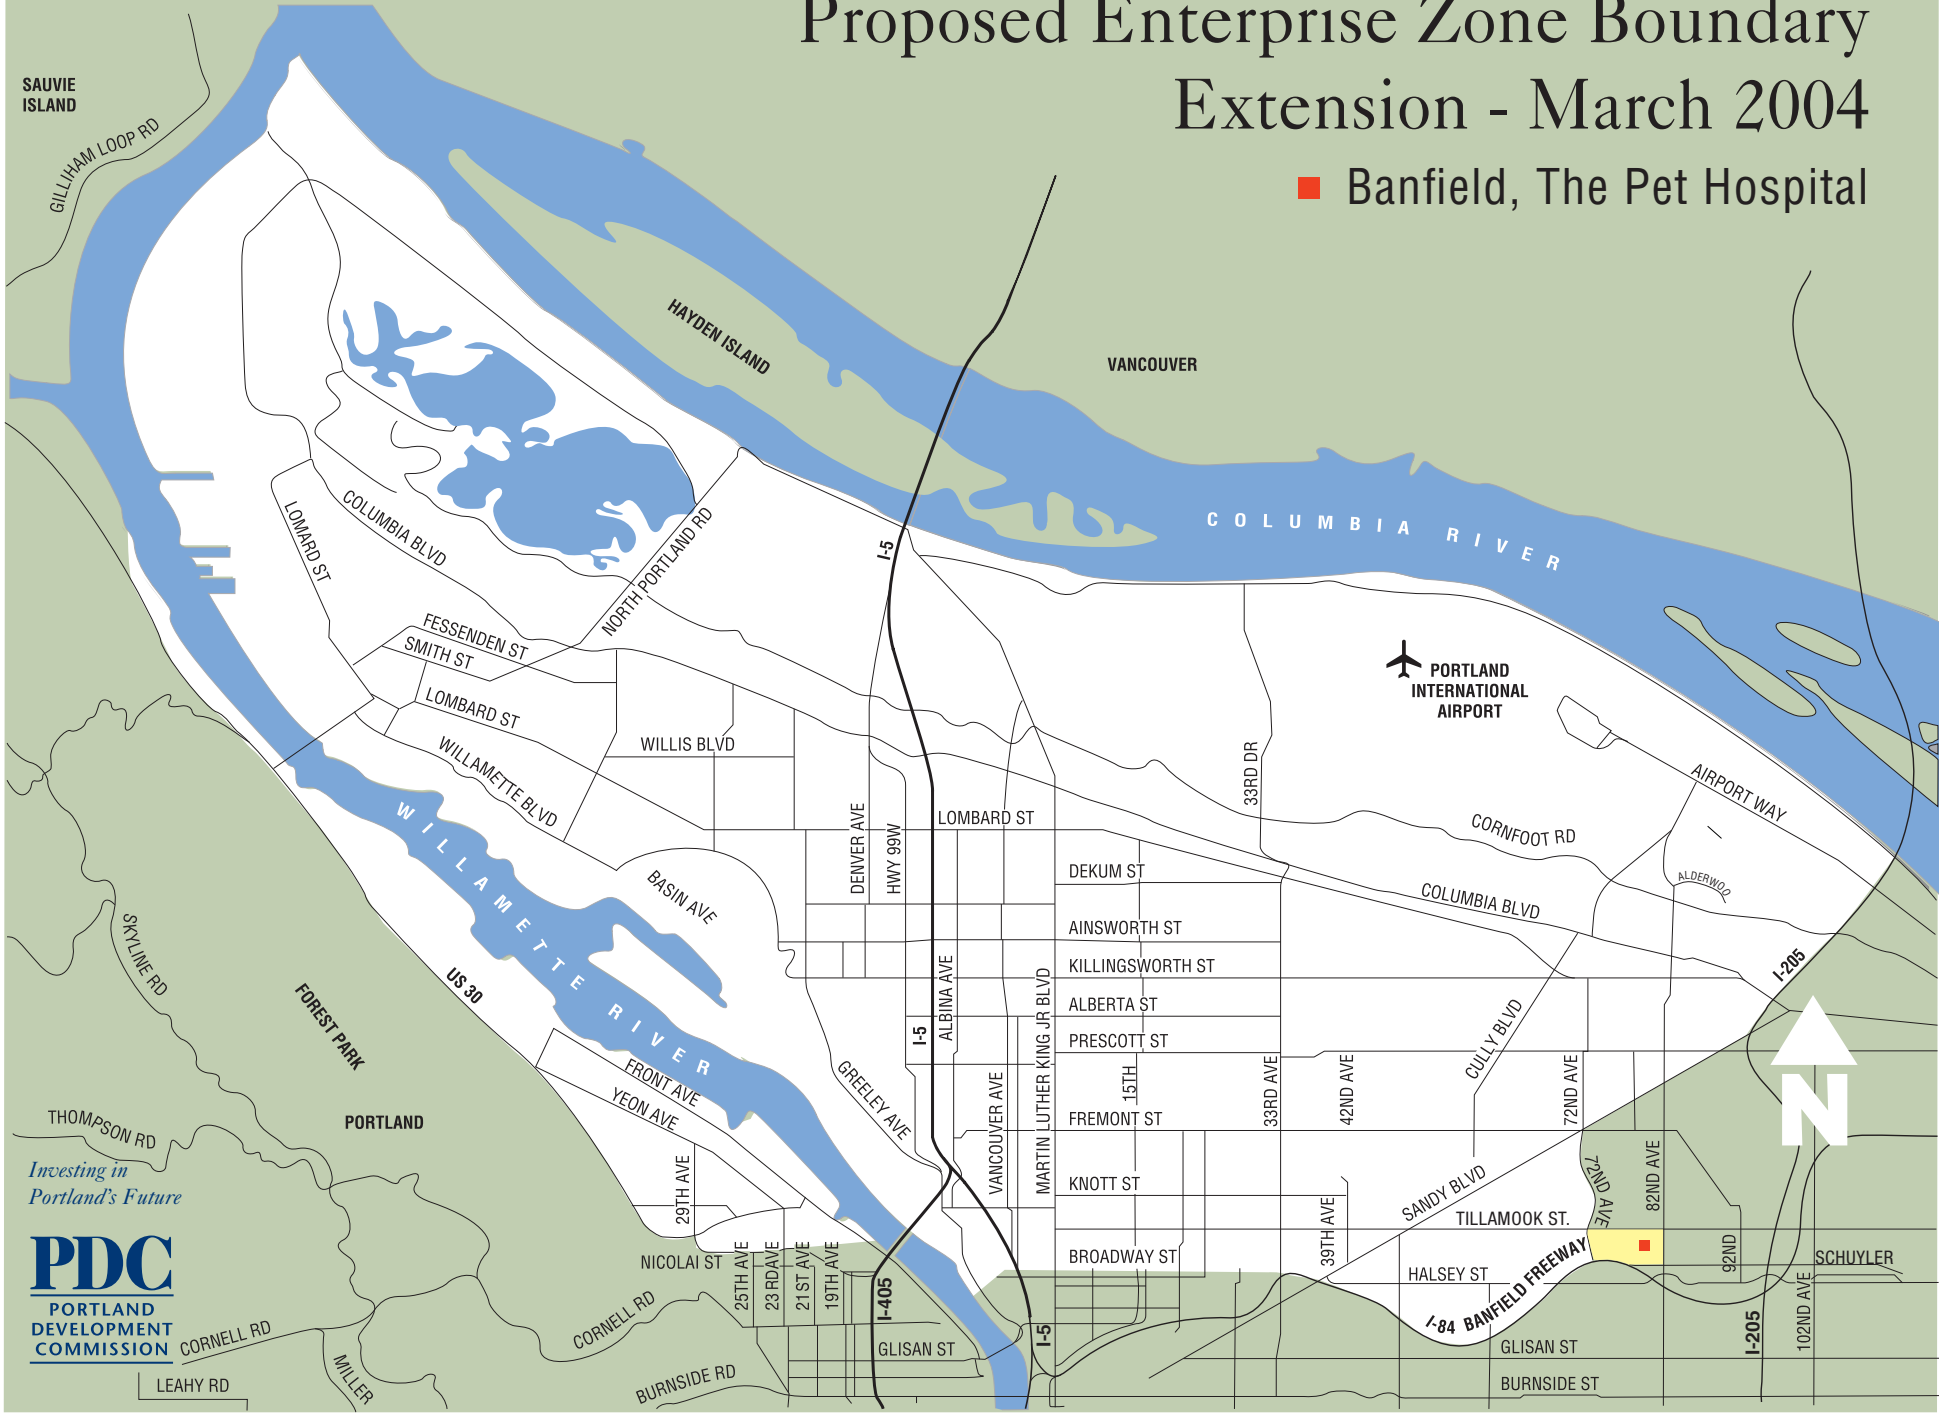 Proposed Enterprise Zone Boundary
Extension - March 2004
Banfield, The Pet Hospital
SAUVIE
ISLAND
GILLIHAM LOOP RD
HAYDEN ISLAND
VANCOUVER
COLUMBIA RIVER
LOMARD ST
COLUMBIA BLVD
NORTH PORTLAND RD
I-5
FESSENDEN ST
SMITH ST
LOMBARD ST
WILLAMETTE BLVD
WILLIS BLVD
PORTLAND
INTERNATIONAL
AIRPORT
33RD DR
AIRPORT WAY
CORNFOOT RD
ALDERWOO
COLUMBIA BLVD
DENVER AVE
HWY 99W
LOMBARD ST
DEKUM ST
BASIN AVE
WILLAMETTE RIVER
AINSWORTH ST
KILLINGSWORTH ST
ALBERTA ST
PRESCOTT ST
ALBINA AVE
I-5
MARTIN LUTHER KING JR BLVD
VANCOUVER AVE
15TH
33RD AVE
42ND AVE
CULLY BLVD
72ND AVE
I-205
N
SKYLINE RD
FOREST PARK
US 30
PORTLAND
THOMPSON RD
FRONT AVE
YEON AVE
GREELEY AVE
FREMONT ST
KNOTT ST
39TH AVE
SANDY BLVD
TILLAMOOK ST.
72ND AVE
82ND AVE
92ND
SCHUYLER
102ND AVE
I-205
BROADWAY ST
HALSEY ST
I-84 BANFIELD FREEWAY
GLISAN ST
BURNSIDE ST
29TH AVE
NICOLAI ST
25TH AVE
23RDAVE
21ST AVE
19TH AVE
I-405
I-5
GLISAN ST
BURNSIDE RD
CORNELL RD
CORNELL RD
MILLER
LEAHY RD
Investing in
Portland's Future
PDC
PORTLAND
DEVELOPMENT
COMMISSION